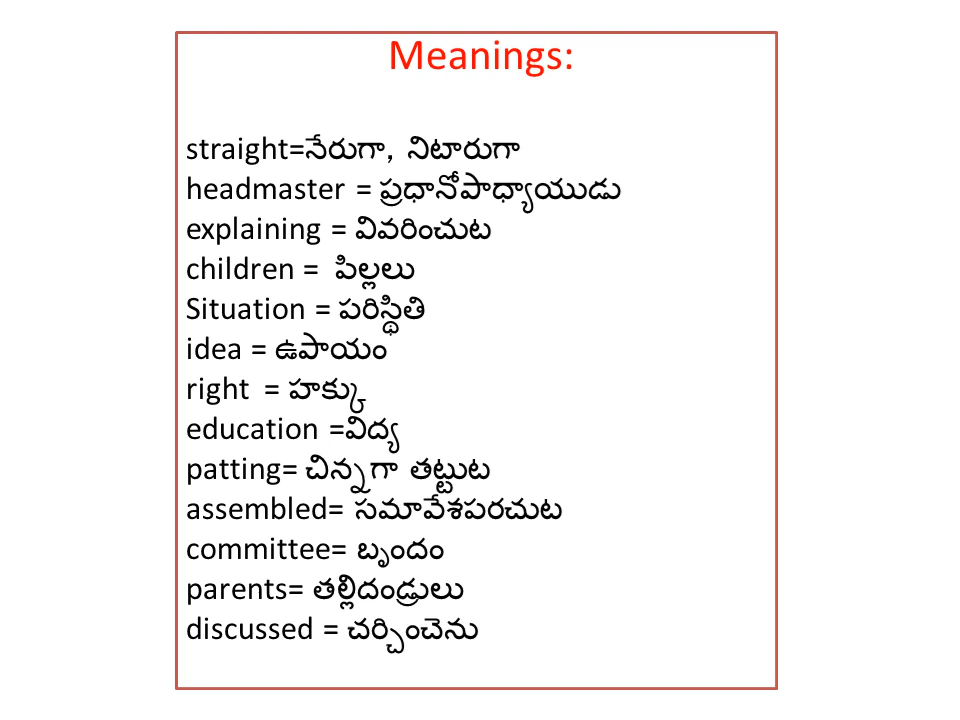 Meanings:
straight=నేరుగా, నిటారుగా
headmaster = ప్రధానోపాధ్యాయుడు
explaining = వివరించుట
children = పిల్లలు
Situation = పరిస్థితి
idea = ఉపాయం
right = హక్కు
education =విద్య
patting= చిన్నగా తట్టుట
assembled= సమావేశపరచుట
committee= బృందం
parents= తల్లిదండ్రులు
discussed = చర్చించెను